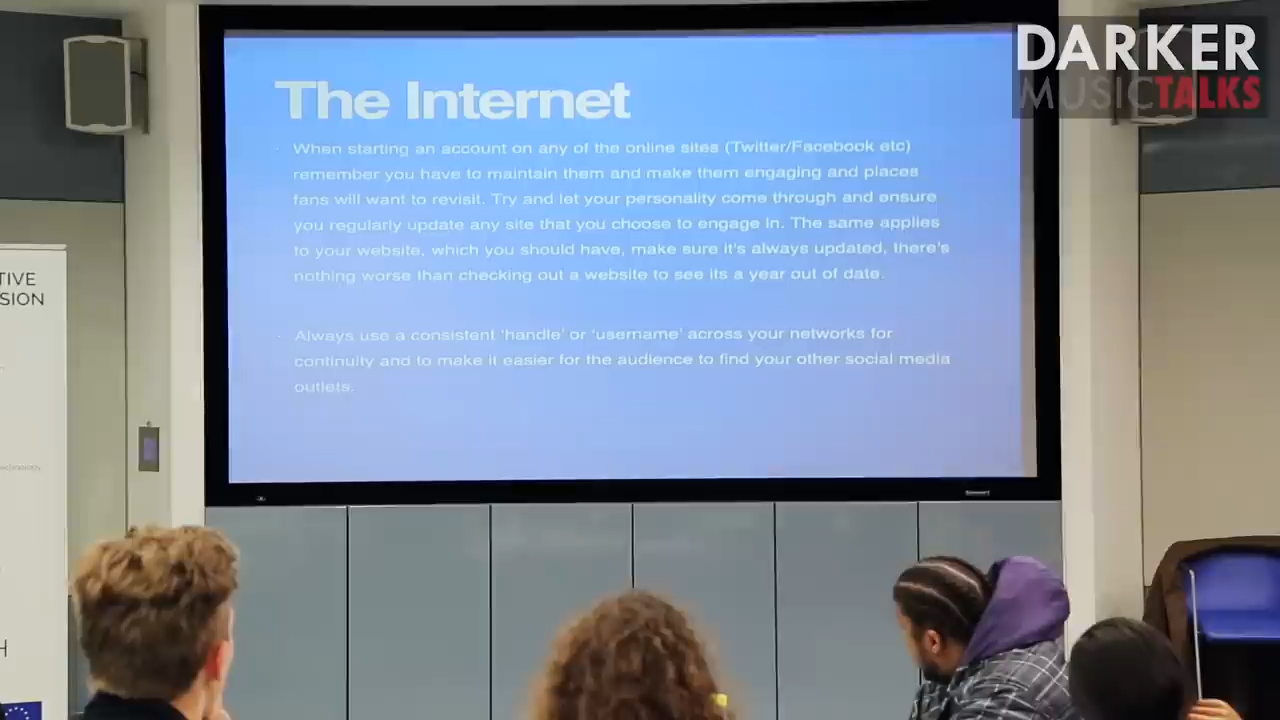 DARKER
MUSICTALKS
The Internet
When starting an account on any of the online sites (Twitter/Facebook etc)
remember you have to maintain them and make them engaging and places
fans will want to revisit. Try and let your personality come through and ensure
you regularly update any site that you choose to engage in. The same applies
to your website, which you should have, make sure it's always updated, there's
nothing worse than checking out a website to see its a year out of date.
Always use a consistent 'handle' or 'username' across your networks for
continuity and to make it easier for the audience to find your other social media
outlets.
TIVE
SION
H